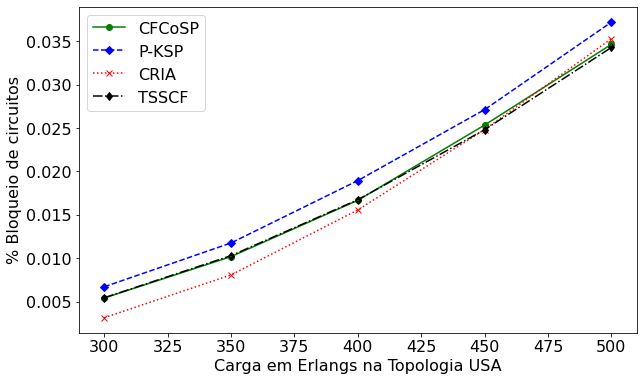 CFCoSP
P-KSP
CRIA
TSSCF
% Bloqueio de circuitos
0.035
0.030
0.025
0.020
0.015
0.010
0.005
300 325 350 375 400 425 450 475 500
Carga em Erlangs na Topologia USA